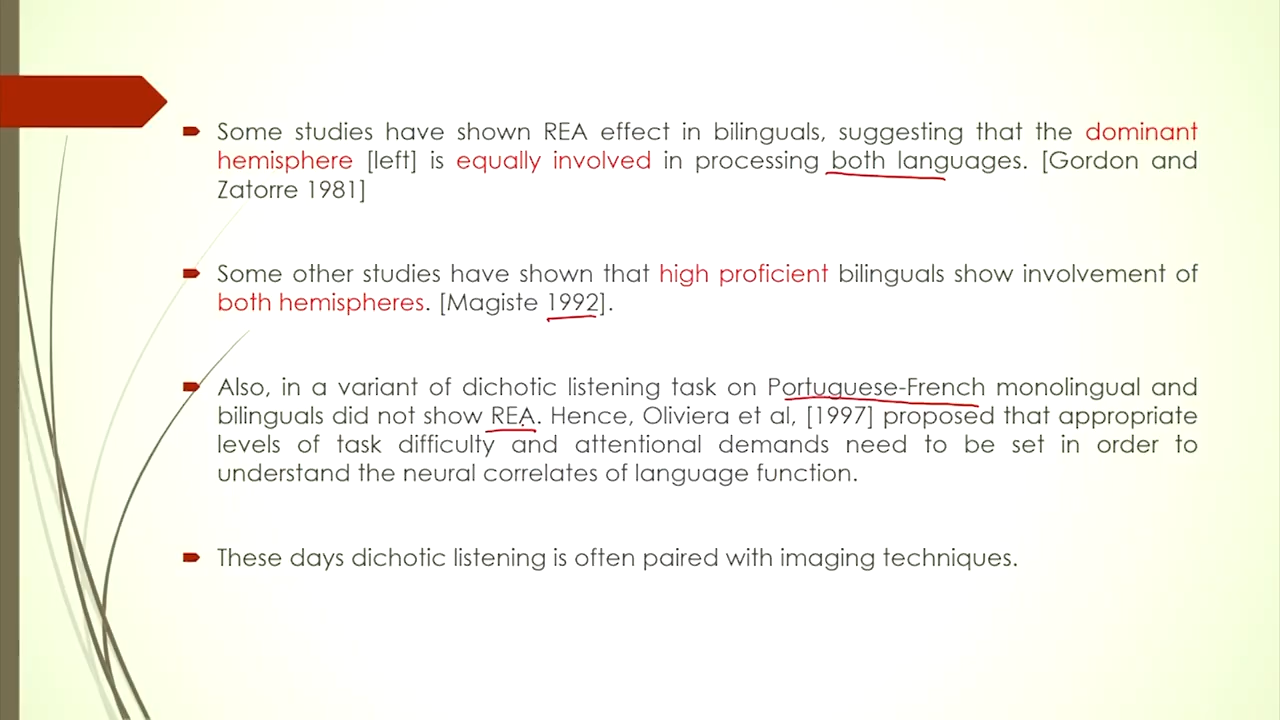 Some studies have shown REA effect in bilinguals, suggesting that the dominant
hemisphere [left] is equally involved in processing both languages. [Gordon and
Zatorre 1981]
Some other studies have shown that high proficient bilinguals show involvement of
both hemispheres. [Magiste 1992].
Also, in a variant of dichotic listening task on Portuguese-French monolingual and
bilinguals did not show REA. Hence, Oliviera et al, [1997] proposed that appropriate
levels of task difficulty and attentional demands need to be set in order to
understand the neural correlates of language function.
These days dichotic listening is often paired with imaging techniques.